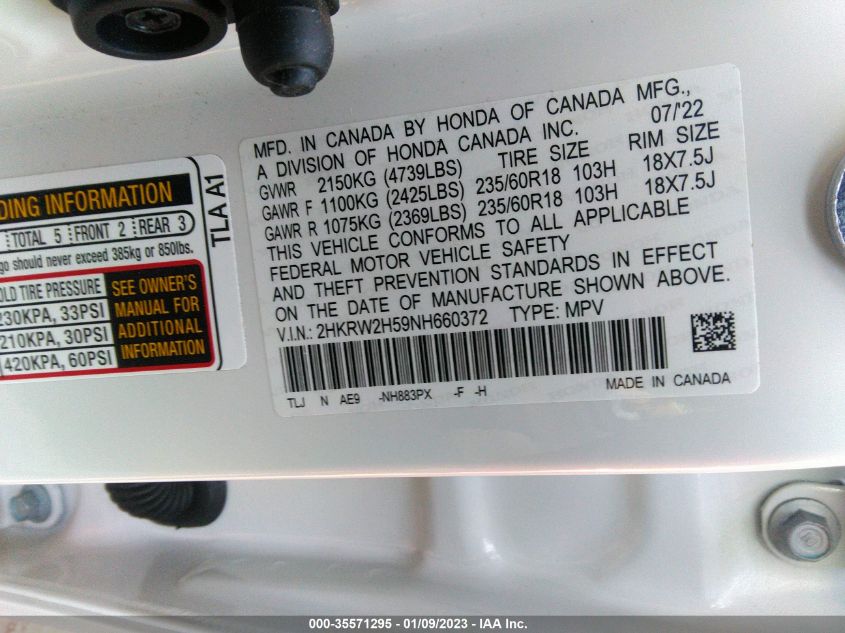 MFD. IN CANADA BY HONDA OF CANADA MFG.,
A DIVISION OF HONDA CANADA INC. 07/'22
GVWR 2150KG (4739LBS) TIRE SIZE RIM SIZE
GAWR F 1100KG (2425LBS) 235/60R18 103H 18X7.5J
GAWR R 1075KG (2369LBS) 235/60R18 103H 18X7.5J
THIS VEHICLE CONFORMS TO ALL APPLICABLE
FEDERAL MOTOR VEHICLE SAFETY
AND THEFT PREVENTION STANDARDS IN EFFECT
ON THE DATE OF MANUFACTURE SHOWN ABOVE.
V.I.N.: 2HKRW2H59NH660372 TYPE: MPV
TLJ N AE9 -NH883PX -F -H MADE IN CANADA
INFORMATION
TOTAL 5 FRONT 2 REAR 3
should never exceed 385kg or 850lbs.
TIRE PRESSURE
230KPA, 33PSI
210KPA, 30PSI
420KPA, 60PSI
SEE OWNER'S
MANUAL FOR
ADDITIONAL
INFORMATION
TLA A1
000-35571295 - 01/09/2023 - IAA Inc.